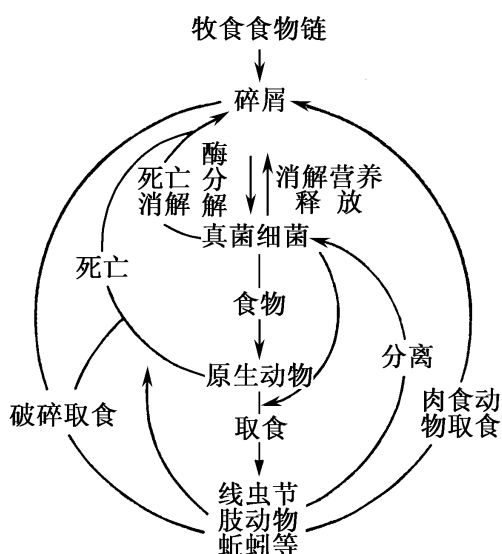 牧食食物链
碎屑
酶分解
死亡
消解
消解营养
释放
真菌细菌
死亡
食物
分离
原生动物
破碎取食
取食
肉食动
物取食
线虫节
肢动物
蚯蚓等